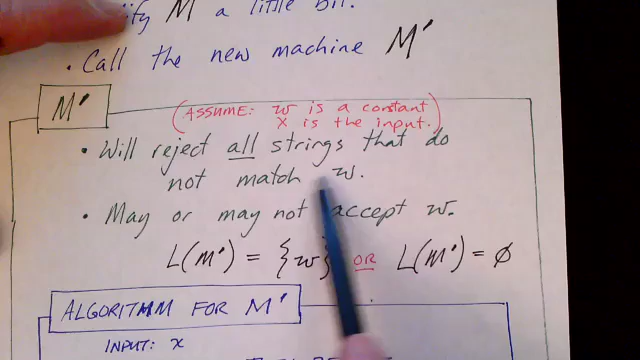 M a little bit.
• Call the new machine M'
M'
(ASSUME: w is a constant
x is the input.)
• Will reject all strings that do
not match w.
• May or may not accept w.
L(M') = {w} OR L(M') = ∅
ALGORITHM FOR M'
INPUT: x